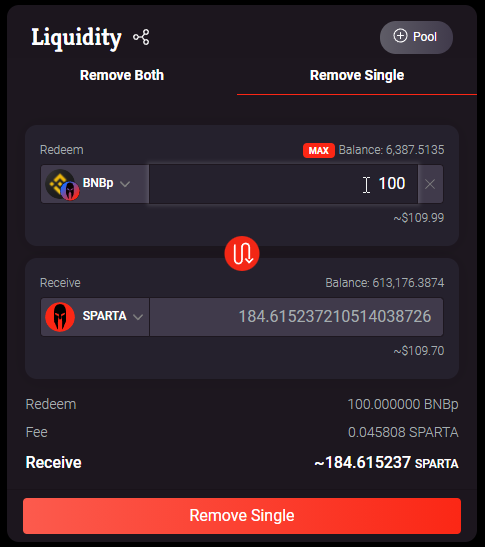 Liquidity
Pool
Remove Both Remove Single
Redeem MAX Balance: 6,387.5135
BNBp 100
~$109.99
Receive Balance: 613,176.3874
SPARTA 184.615237210514038726
~$109.70
Redeem 100.000000 BNBp
Fee 0.045808 SPARTA
Receive ~184.615237 SPARTA
Remove Single